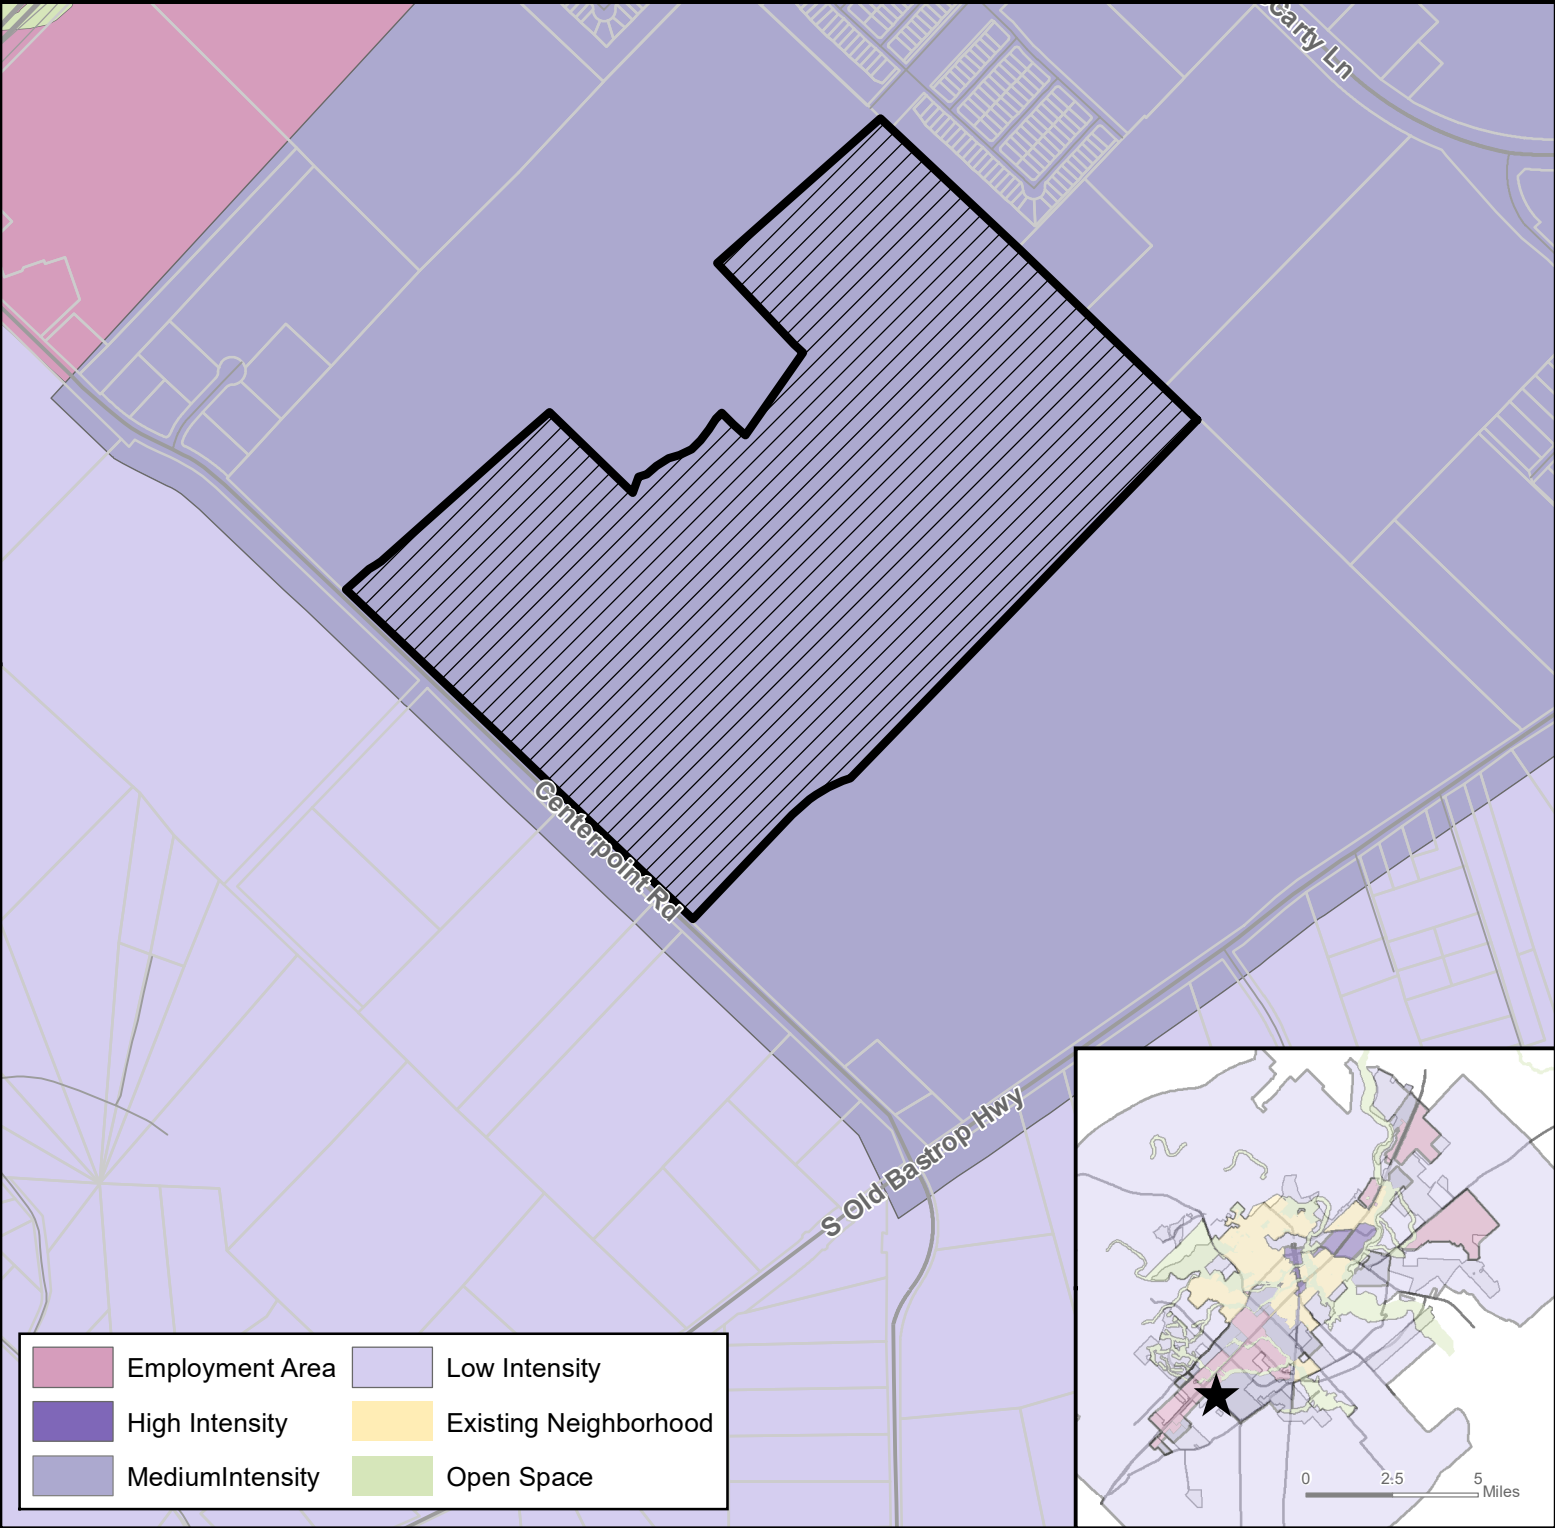 Carty Ln
Centerpoint Rd
S Old Bastrop Hwy
Employment Area
Low Intensity
High Intensity
Existing Neighborhood
MediumIntensity
Open Space
0 2.5 5
Miles